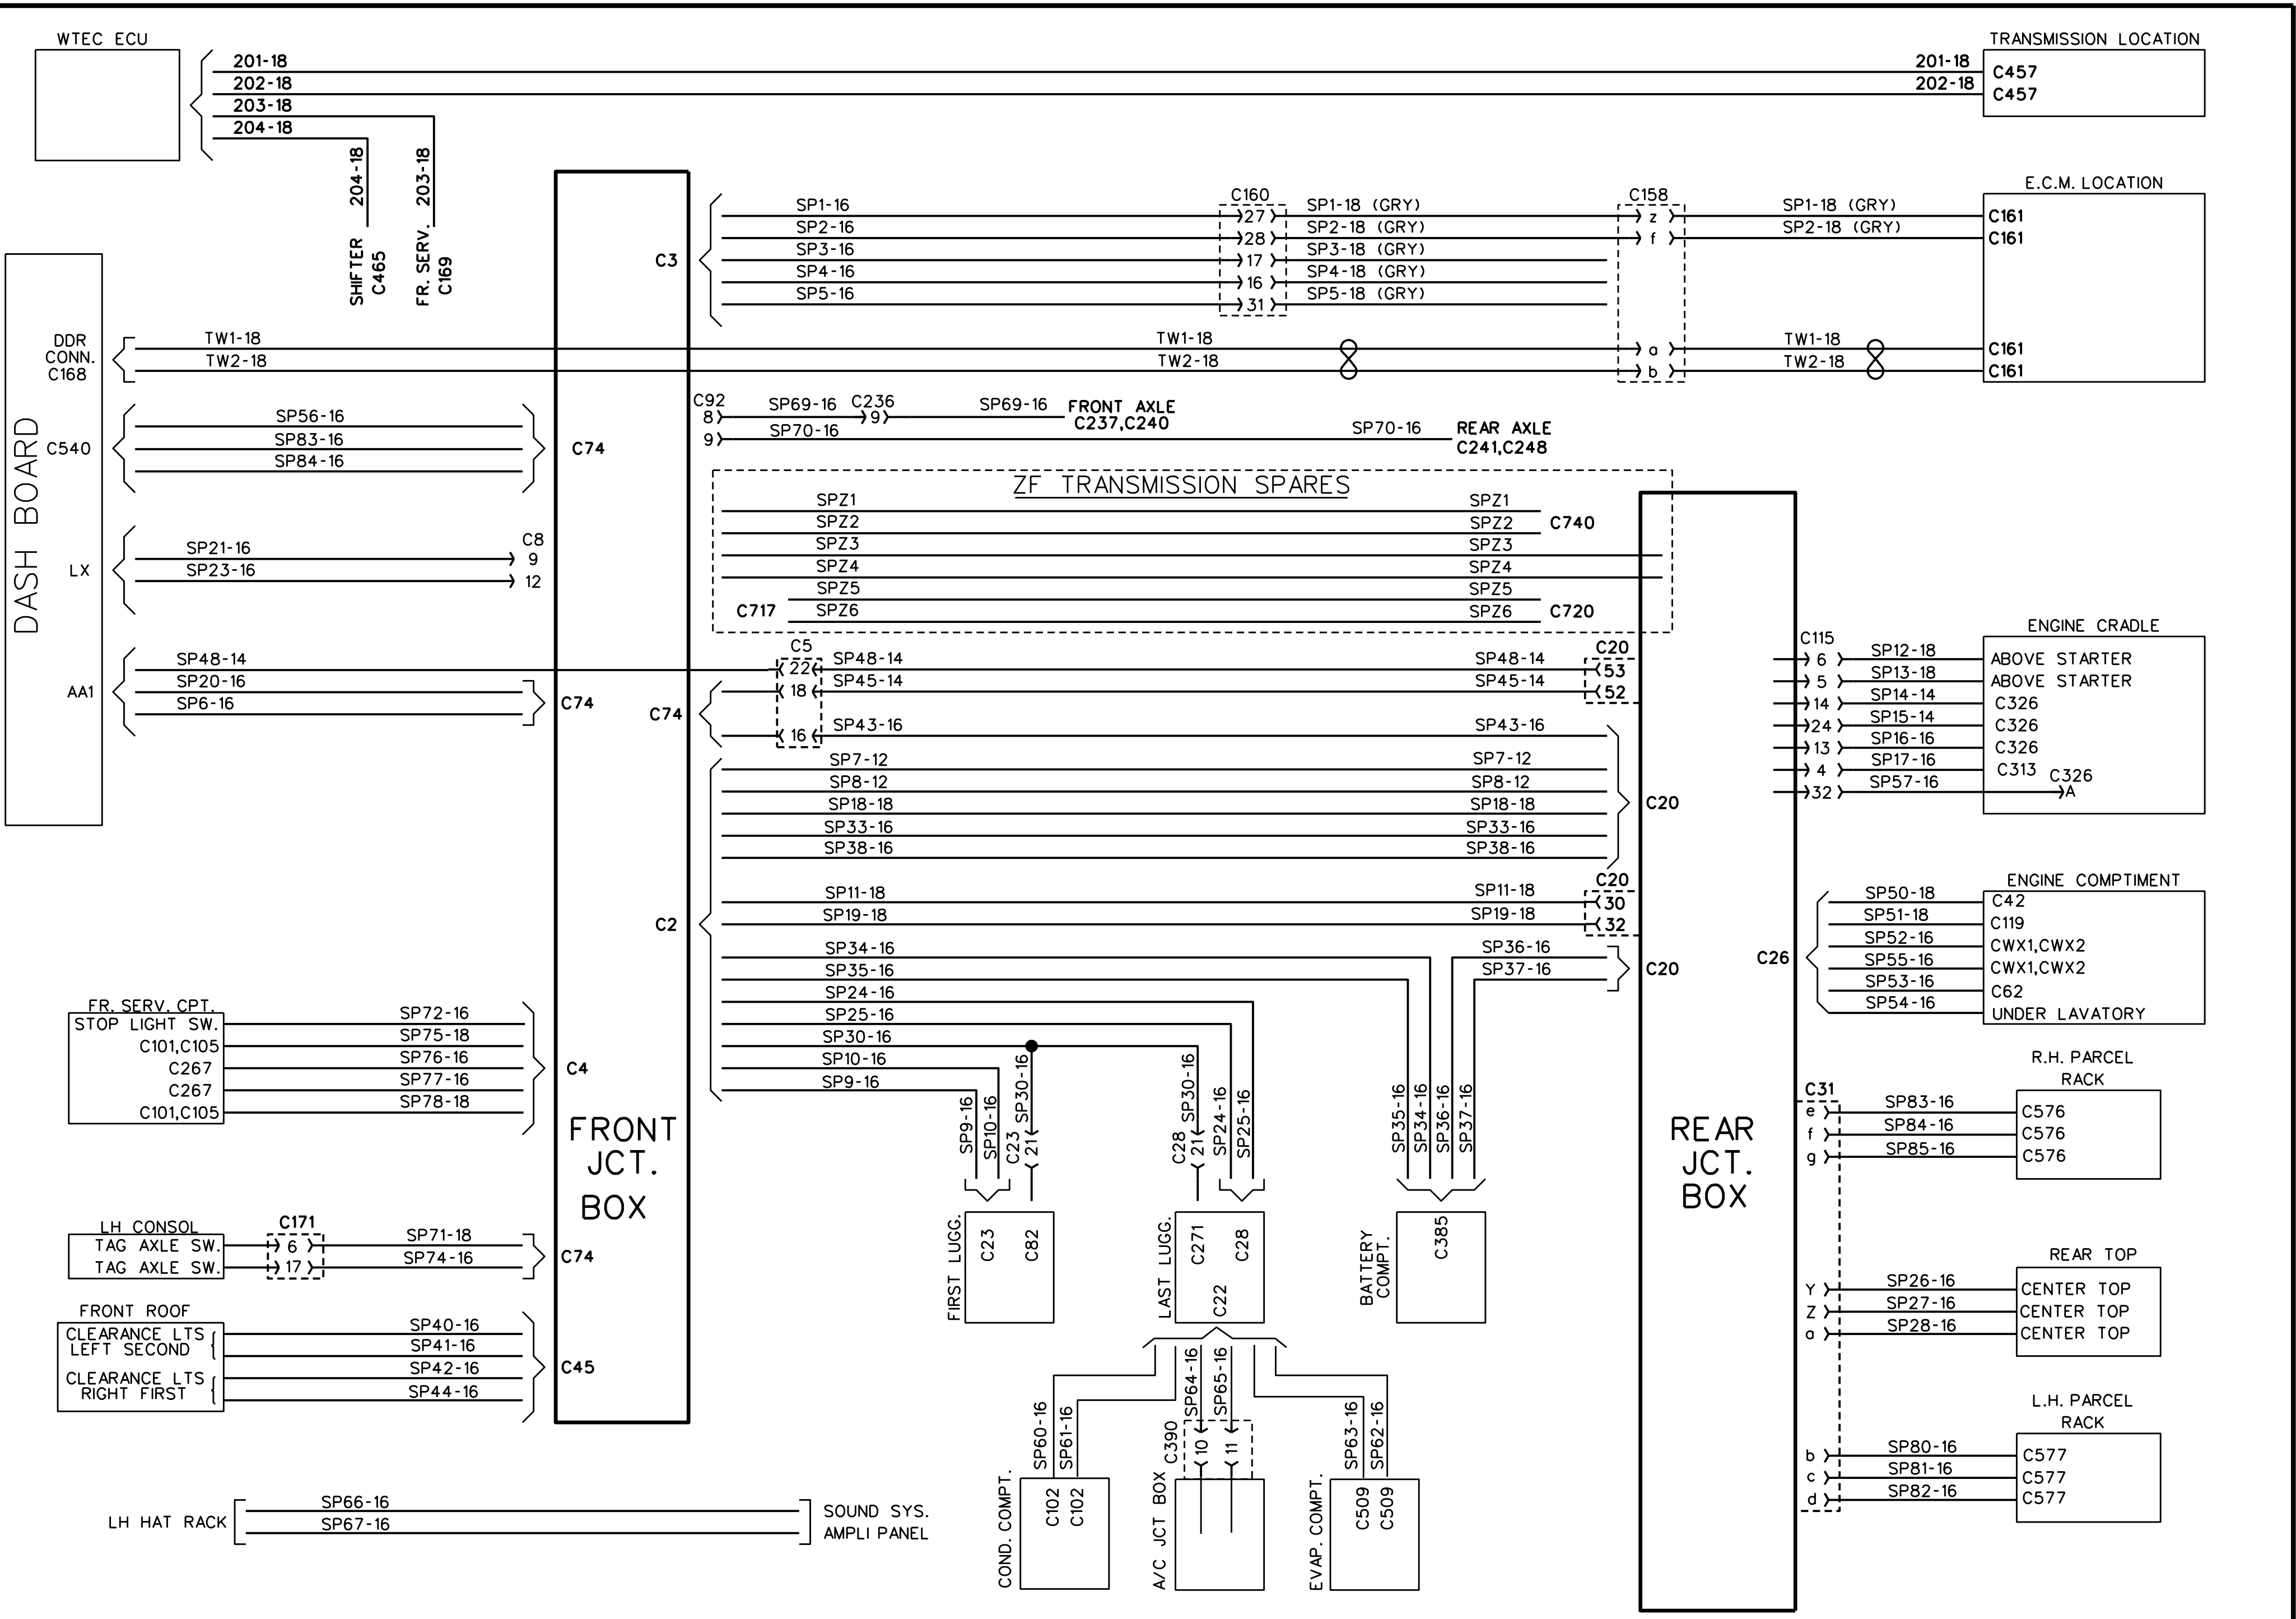 WTEC ECU
201-18
202-18
203-18
204-18
204-18
203-18
SHIFTER
C465
FR. SERV.
C169
201-18
202-18
TRANSMISSION LOCATION
C457
C457
DASH BOARD
DDR
CONN.
C168
TW1-18
TW2-18
C540
SP56-16
SP83-16
SP84-16
C74
LX
SP21-16
SP23-16
C8
9
12
AA1
SP48-14
SP20-16
SP6-16
C74
FR. SERV. CPT.
STOP LIGHT SW.
C101,C105
C267
C267
C101,C105
SP72-16
SP75-18
SP76-16
SP77-16
SP78-18
C4
LH CONSOL
TAG AXLE SW.
TAG AXLE SW.
C171
6
17
SP71-18
SP74-16
C74
FRONT ROOF
CLEARANCE LTS
LEFT SECOND
CLEARANCE LTS
RIGHT FIRST
SP40-16
SP41-16
SP42-16
SP44-16
C45
LH HAT RACK
SP66-16
SP67-16
SOUND SYS.
AMPLI PANEL
FRONT
JCT.
BOX
C3
SP1-16
SP2-16
SP3-16
SP4-16
SP5-16
C160
27
28
17
16
31
SP1-18 (GRY)
SP2-18 (GRY)
SP3-18 (GRY)
SP4-18 (GRY)
SP5-18 (GRY)
C158
z
f
a
b
SP1-18 (GRY)
SP2-18 (GRY)
E.C.M. LOCATION
C161
C161
TW1-18
TW2-18
TW1-18
TW2-18
C161
C161
C92
8
9
SP69-16
C236
9
SP69-16
FRONT AXLE
C237,C240
SP70-16
SP70-16
REAR AXLE
C241,C248
ZF TRANSMISSION SPARES
SPZ1
SPZ2
SPZ3
SPZ4
SPZ5
SPZ6
C717
SPZ1
SPZ2
SPZ3
SPZ4
SPZ5
SPZ6
C740
C720
C74
C5
22
18
16
SP48-14
SP45-14
SP43-16
SP48-14
SP45-14
SP43-16
C20
53
52
C2
SP7-12
SP8-12
SP18-18
SP33-16
SP38-16
SP7-12
SP8-12
SP18-18
SP33-16
SP38-16
C20
SP11-18
SP19-18
SP11-18
SP19-18
C20
30
32
SP34-16
SP35-16
SP24-16
SP25-16
SP30-16
SP10-16
SP9-16
SP36-16
SP37-16
C20
SP9-16
SP10-16
C23
SP30-16
21
C28
SP30-16
21
SP24-16
SP25-16
SP35-16
SP34-16
SP36-16
SP37-16
FIRST LUGG.
C23
C82
LAST LUGG.
C271
C28
C22
BATTERY
COMPT.
C385
SP60-16
SP61-16
SP64-16
SP65-16
SP63-16
SP62-16
C390
10
11
COND. COMPT.
C102
C102
A/C JCT BOX
EVAP. COMPT.
C509
C509
REAR
JCT.
BOX
C115
6
5
14
24
13
4
32
SP12-18
SP13-18
SP14-14
SP15-14
SP16-16
SP17-16
SP57-16
ENGINE CRADLE
ABOVE STARTER
ABOVE STARTER
C326
C326
C326
C313
C326
A
C26
SP50-18
SP51-18
SP52-16
SP55-16
SP53-16
SP54-16
ENGINE COMPTIMENT
C42
C119
CWX1,CWX2
CWX1,CWX2
C62
UNDER LAVATORY
C31
e
f
g
SP83-16
SP84-16
SP85-16
R.H. PARCEL
RACK
C576
C576
C576
Y
Z
a
SP26-16
SP27-16
SP28-16
REAR TOP
CENTER TOP
CENTER TOP
CENTER TOP
b
c
d
SP80-16
SP81-16
SP82-16
L.H. PARCEL
RACK
C577
C577
C577